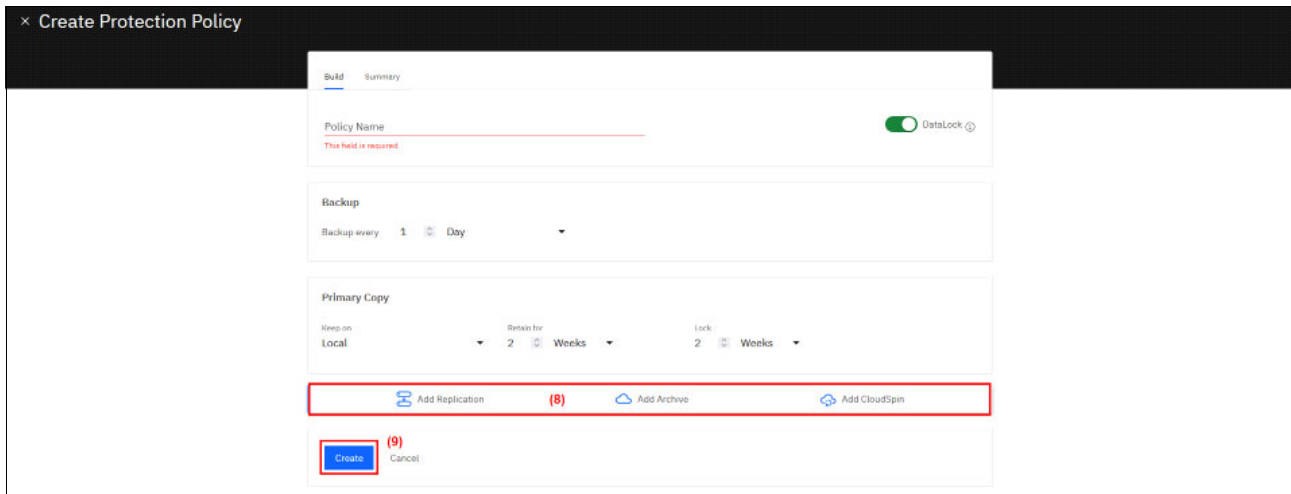 × Create Protection Policy
Build Summary
Policy Name
DataLock
This field is required
Backup
Backup every 1 Day
Primary Copy
Keep on Retain for Lock
Local 2 Weeks 2 Weeks
Add Replication (8) Add Archive Add CloudSpin
(9)
Create Cancel